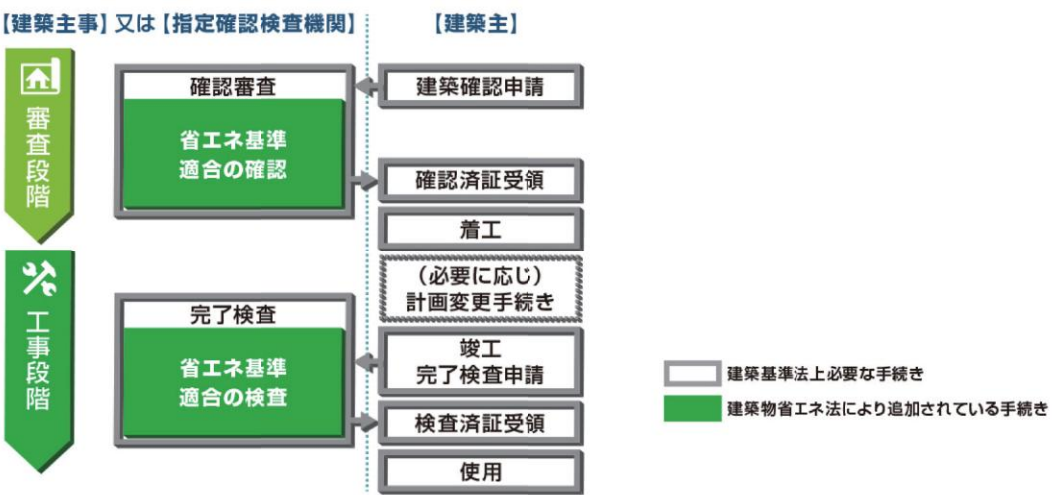 【建築主事】又は【指定確認検査機関】
【建築主】
審査段階
確認審査
省エネ基準
適合の確認
建築確認申請
確認済証受領
着工
（必要に応じ）
計画変更手続き
工事段階
完了検査
省エネ基準
適合の検査
竣工
完了検査申請
検査済証受領
使用
建築基準法上必要な手続き
建築物省エネ法により追加されている手続き